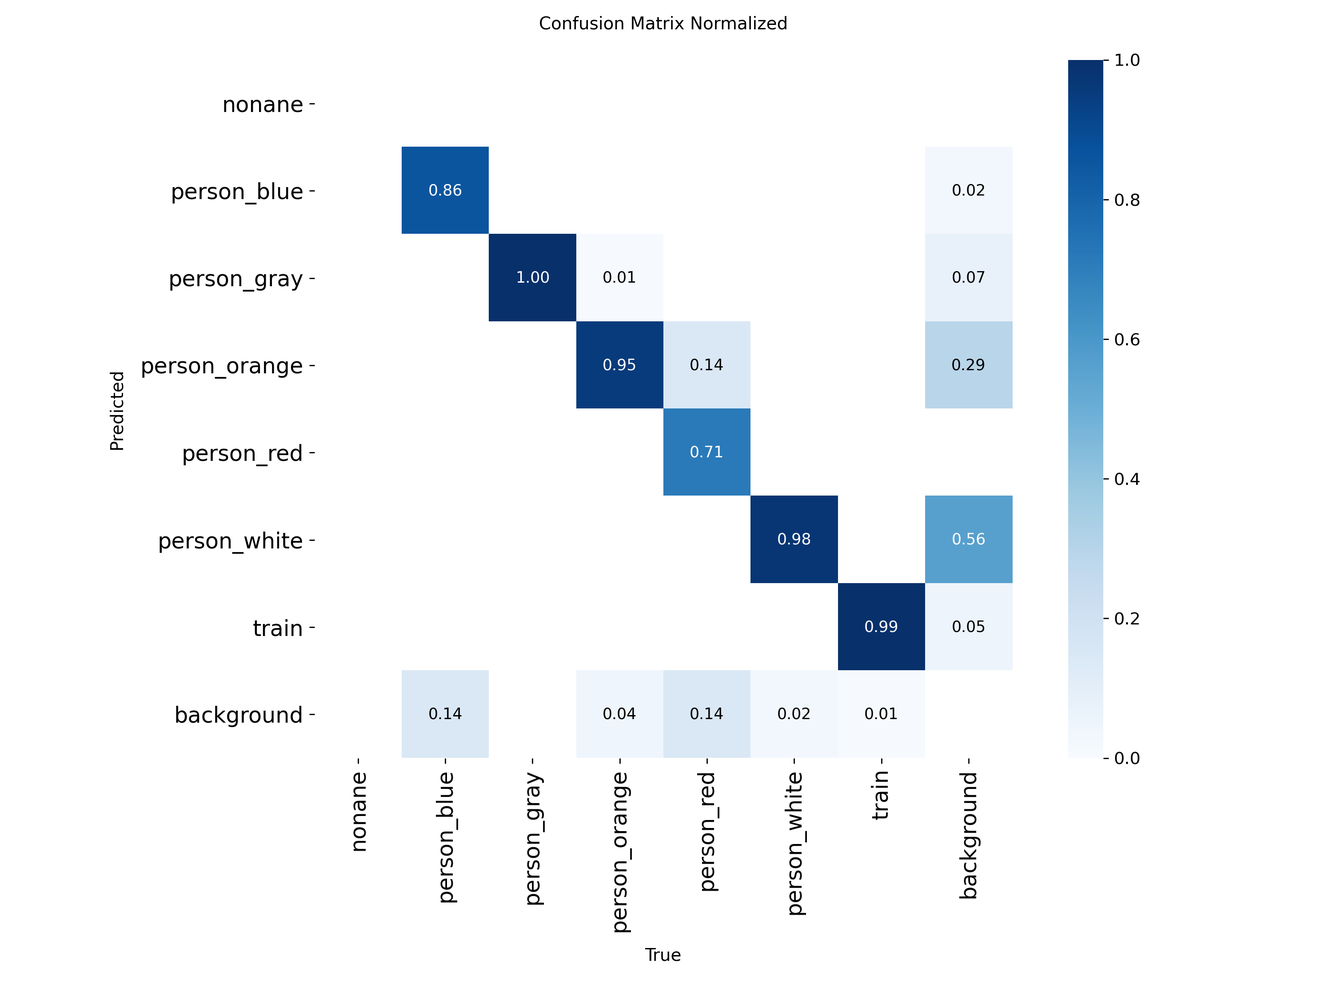 Confusion Matrix Normalized
nonane
person_blue
person_gray
person_orange
person_red
person_white
train
background
Predicted
0.86
0.02
1.00
0.01
0.07
0.95
0.14
0.29
0.71
0.98
0.56
0.99
0.05
0.14
0.04
0.14
0.02
0.01
nonane
person_blue
person_gray
person_orange
person_red
person_white
train
background
True
1.0
0.8
0.6
0.4
0.2
0.0